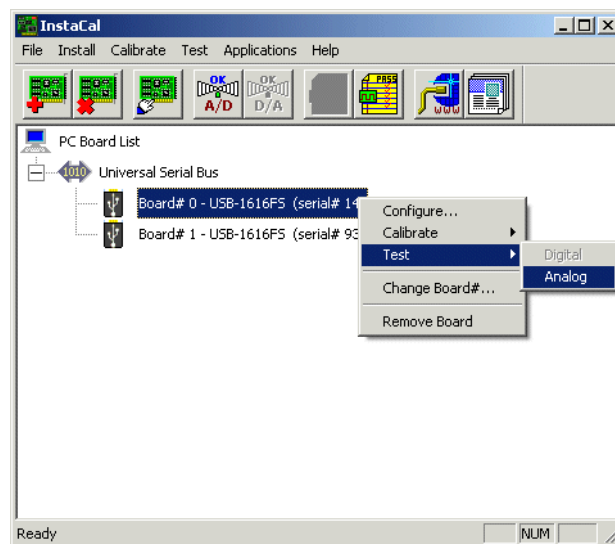 InstaCal
File Install Calibrate Test Applications Help
OK A/D
OK D/A
PASS
PC Board List
1010 Universal Serial Bus
Board# 0 - USB-1616FS (serial# 14
Board# 1 - USB-1616FS (serial# 93
Configure...
Calibrate
Test
Digital
Analog
Change Board#...
Remove Board
Ready NUM